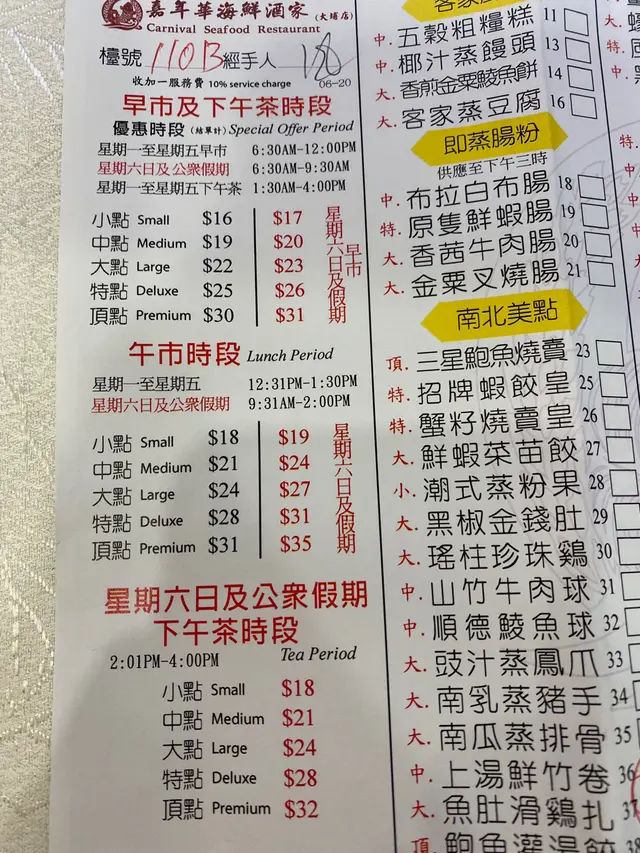 嘉年華海鮮酒家 (大埔店)
Carnival Seafood Restaurant
檯號 110B 經手人
收加一服務費 10% service charge 06-20
早市及下午茶時段
優惠時段 (結單計) Special Offer Period
星期一至星期五早市 6:30AM-12:00PM
星期六日及公眾假期 6:30AM-9:30AM
星期一至星期五下午茶 1:30AM-4:00PM
小點 Small $16 $17
中點 Medium $19 $20
大點 Large $22 $23
特點 Deluxe $25 $26
頂點 Premium $30 $31
星期六日及假期
早市
午市時段 Lunch Period
星期一至星期五 12:31PM-1:30PM
星期六日及公眾假期 9:31AM-2:00PM
小點 Small $18 $19
中點 Medium $21 $24
大點 Large $24 $27
特點 Deluxe $28 $31
頂點 Premium $31 $35
星期六日及假期
星期六日及公眾假期
下午茶時段
2:01PM-4:00PM Tea Period
小點 Small $18
中點 Medium $21
大點 Large $24
特點 Deluxe $28
頂點 Premium $32
客家
11
中. 五穀粗糧糕
中. 椰汁蒸饅頭 13
大. 香煎金粟鯪魚餅 14
大. 客家蒸豆腐 16
即蒸腸粉
供應至下午三時
中. 布拉白布腸 18
特. 原隻鮮蝦腸 19
大. 香茜牛肉腸 20
大. 金粟叉燒腸 21
南北美點
頂. 三星鮑魚燒賣 23
特. 招牌蝦餃皇 25
特. 蟹籽燒賣皇 26
大. 鮮蝦菜苗餃 27
小. 潮式蒸粉果 28
大. 黑椒金錢肚 29
大. 瑤柱珍珠鷄 30
中. 山竹牛肉球 31
中. 順德鯪魚球 32
大. 豉汁蒸鳳爪 33
大. 南乳蒸豬手 34
大. 南瓜蒸排骨 35
中. 上湯鮮竹卷 36
大. 魚肚滑鷄扎 37
頂. 鮑魚灌湯餃 38